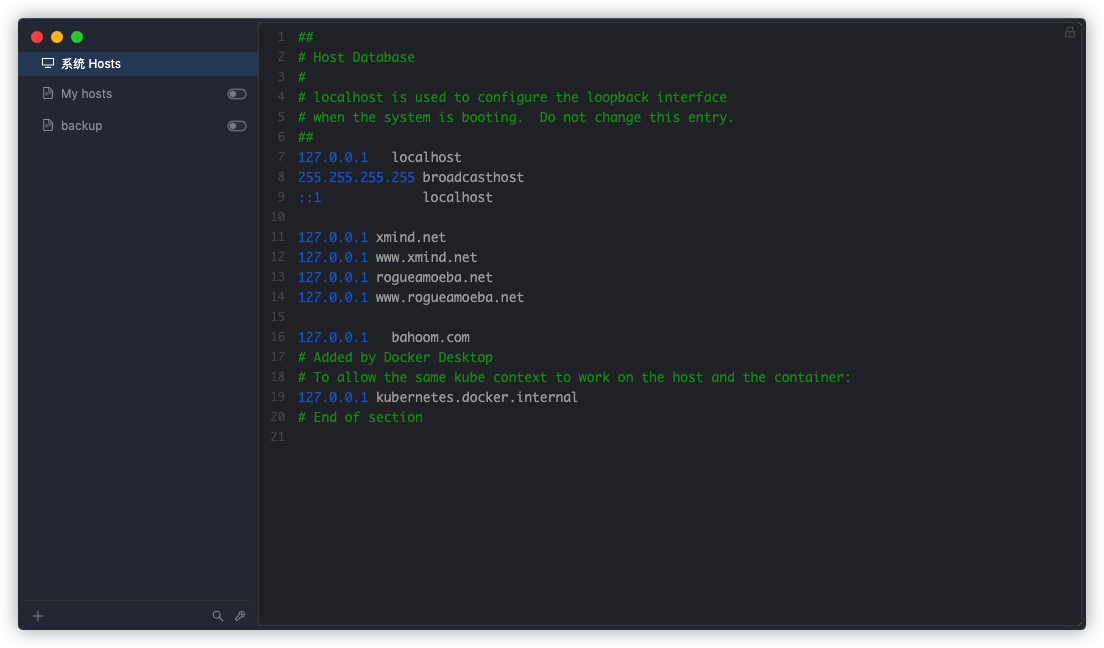 系统 Hosts
My hosts
backup
1 ##
2 # Host Database
3 #
4 # localhost is used to configure the loopback interface
5 # when the system is booting.  Do not change this entry.
6 ##
7 127.0.0.1   localhost
8 255.255.255.255 broadcasthost
9 ::1             localhost
10
11 127.0.0.1 xmind.net
12 127.0.0.1 www.xmind.net
13 127.0.0.1 rogueamoeba.net
14 127.0.0.1 www.rogueamoeba.net
15
16 127.0.0.1   bahoom.com
17 # Added by Docker Desktop
18 # To allow the same kube context to work on the host and the container:
19 127.0.0.1 kubernetes.docker.internal
20 # End of section
21